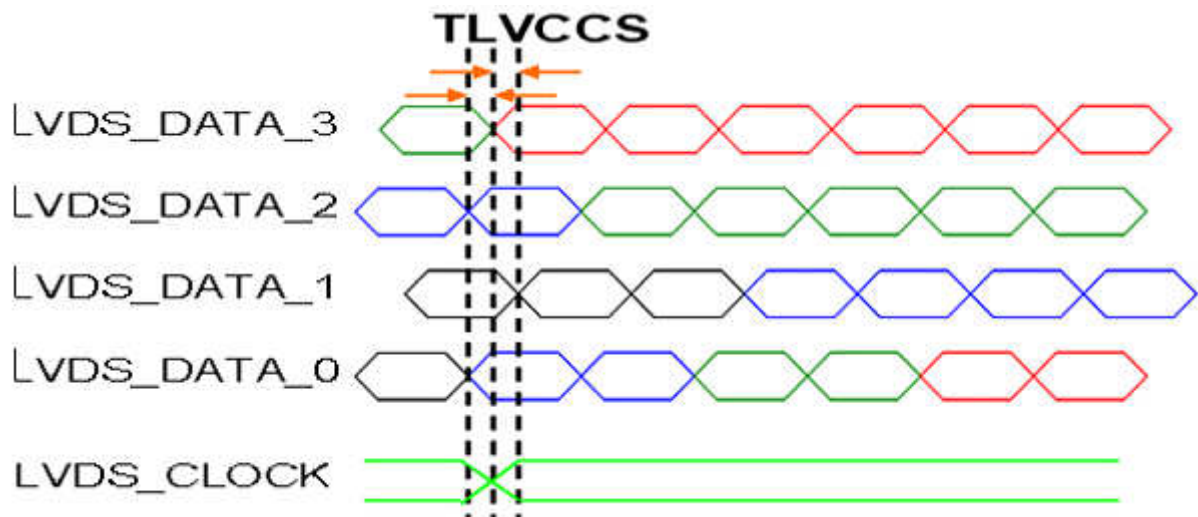 TLVCCS
LVDS_DATA_3
LVDS_DATA_2
LVDS_DATA_1
LVDS_DATA_0
LVDS_CLOCK